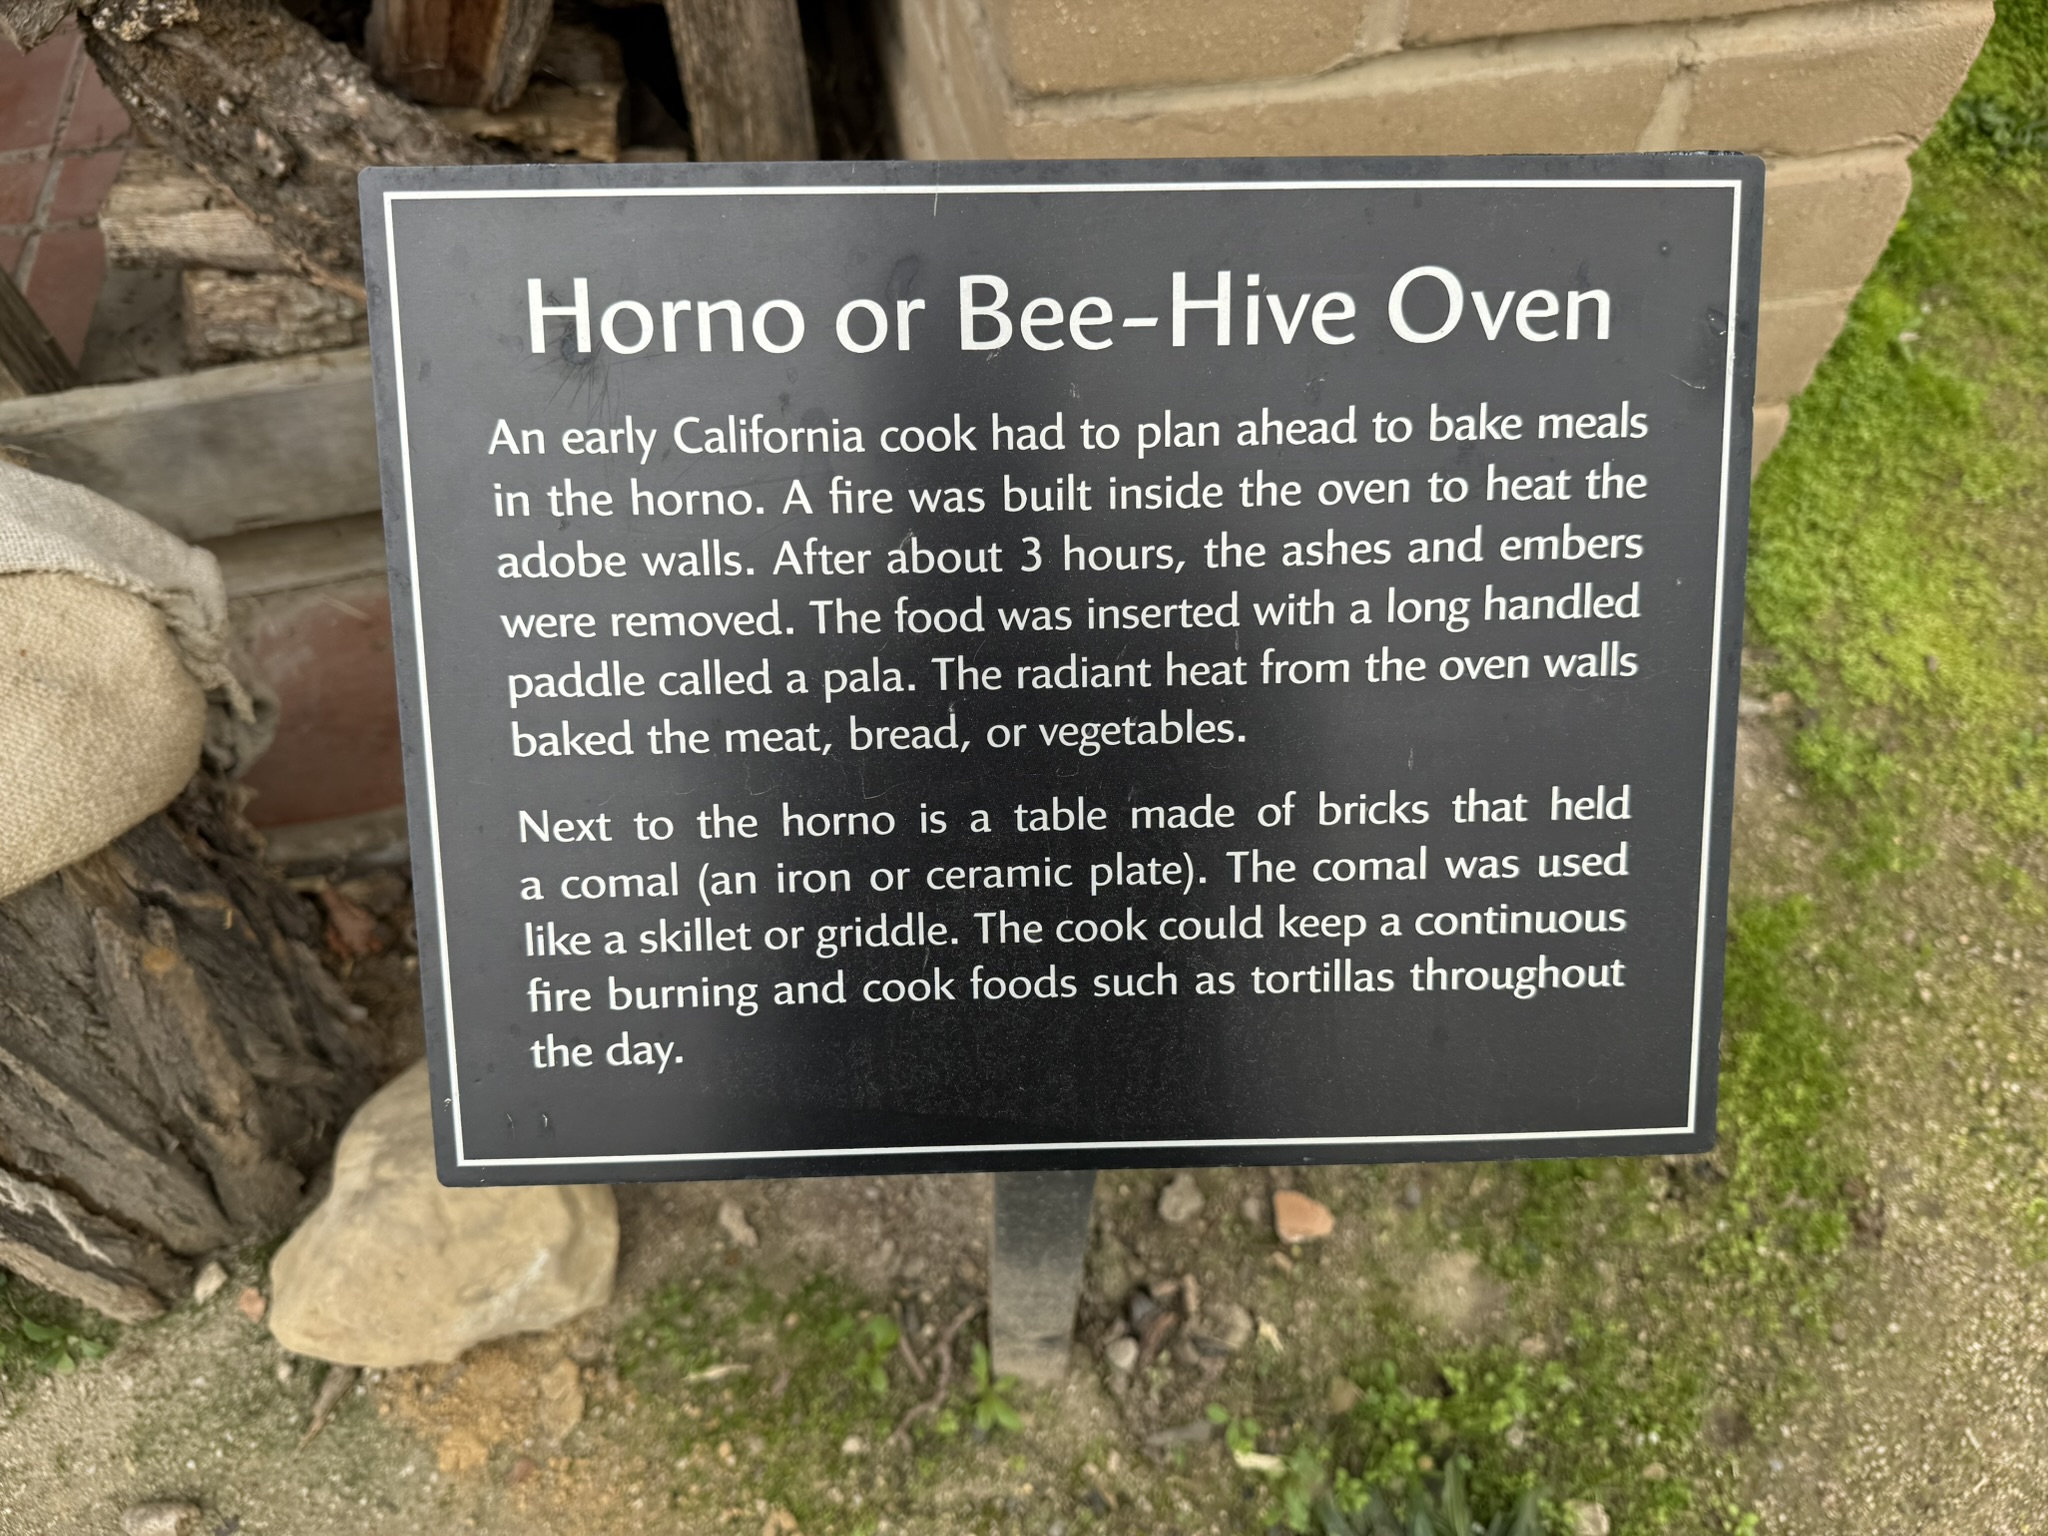 Horno or Bee-Hive Oven
An early California cook had to plan ahead to bake meals
in the horno. A fire was built inside the oven to heat the
adobe walls. After about 3 hours, the ashes and embers
were removed. The food was inserted with a long handled
paddle called a pala. The radiant heat from the oven walls
baked the meat, bread, or vegetables.
Next to the horno is a table made of bricks that held
a comal (an iron or ceramic plate). The comal was used
like a skillet or griddle. The cook could keep a continuous
fire burning and cook foods such as tortillas throughout
the day.